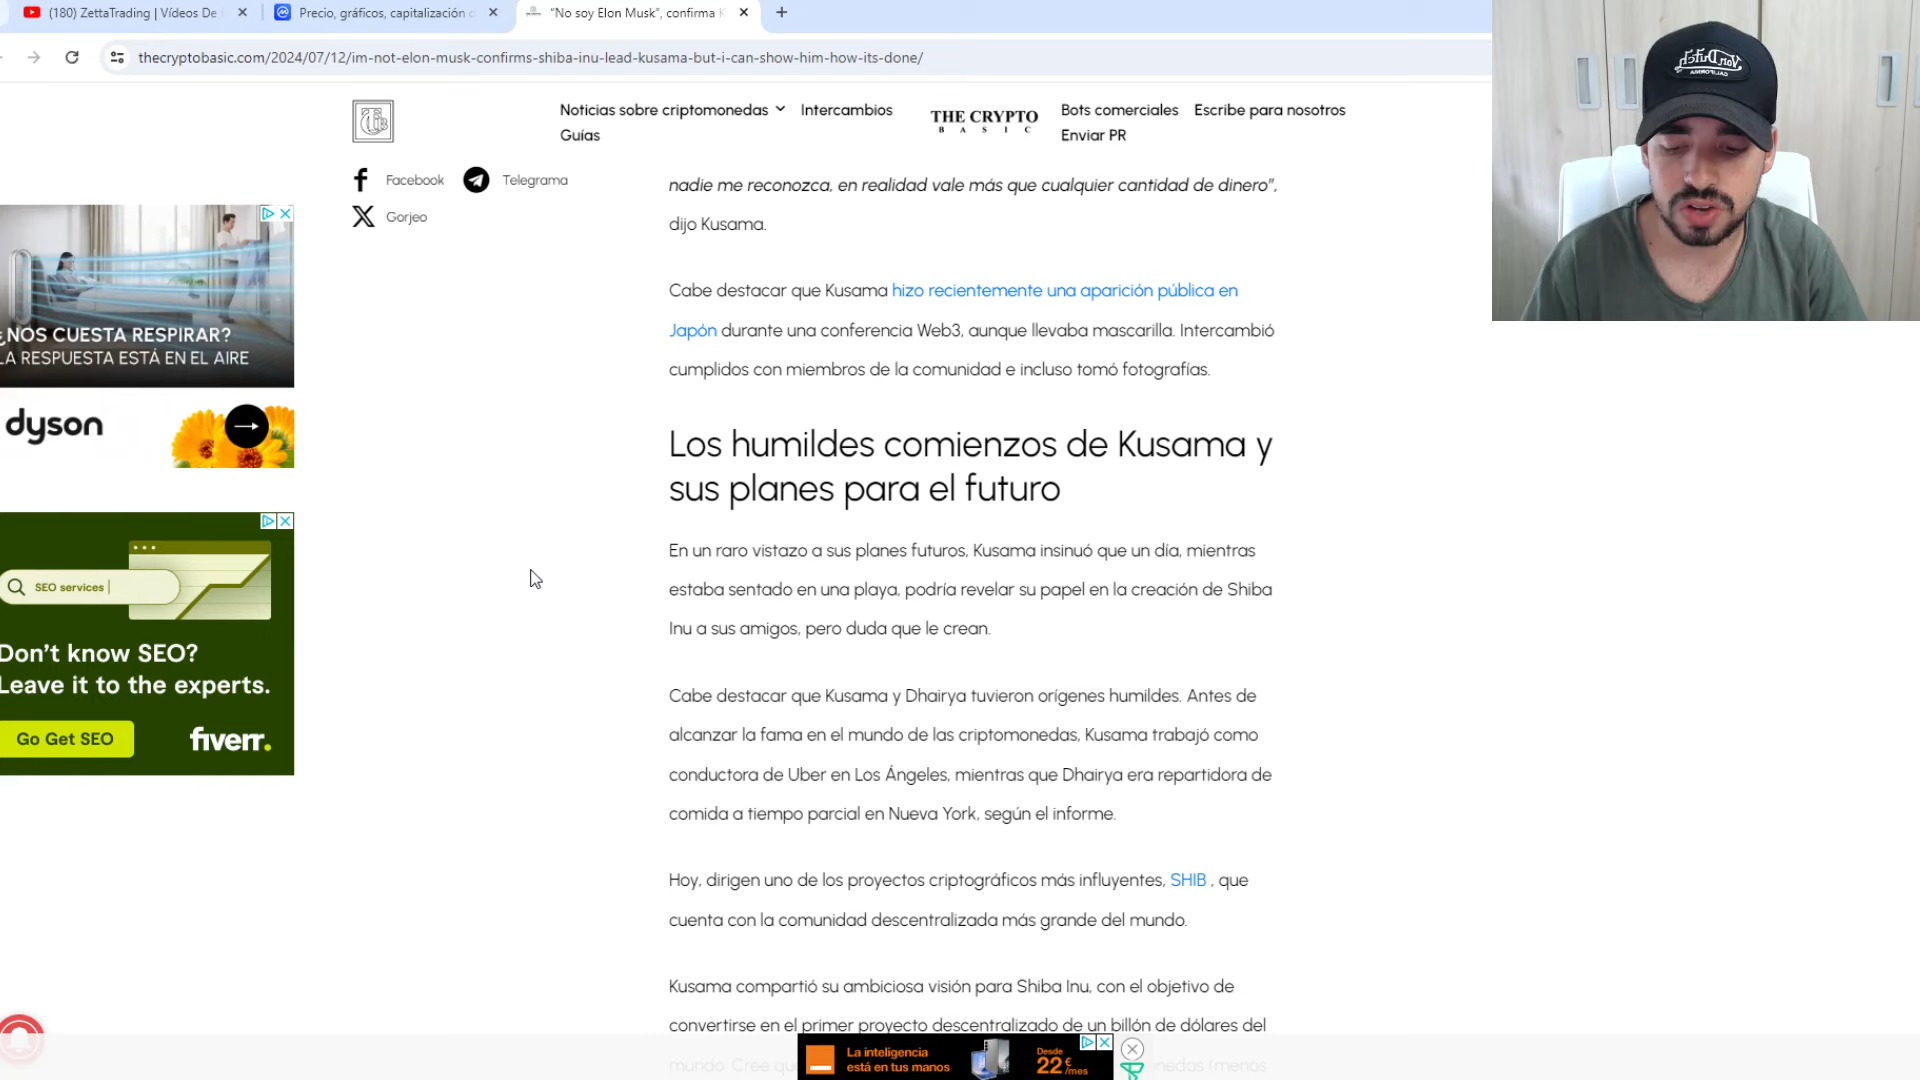 (180) ZettaTrading | Vídeos De
Precio, gráficos, capitalización
“No soy Elon Musk”, confirma
thecryptobasic.com/2024/07/12/im-not-elon-musk-confirms-shiba-inu-lead-kusama-but-i-can-show-him-how-its-done/
Noticias sobre criptomonedas
Intercambios
Guías
THE CRYPTO
BASIC
Bots comerciales
Escribe para nosotros
Enviar PR
Facebook
Telegrama
Gorjeo
nadie me reconozca, en realidad vale más que cualquier cantidad de dinero”,
dijo Kusama.
Cabe destacar que Kusama hizo recientemente una aparición pública en
Japón durante una conferencia Web3, aunque llevaba mascarilla. Intercambió
cumplidos con miembros de la comunidad e incluso tomó fotografías.
Los humildes comienzos de Kusama y
sus planes para el futuro
En un raro vistazo a sus planes futuros, Kusama insinuó que un día, mientras
estaba sentado en una playa, podría revelar su papel en la creación de Shiba
Inu a sus amigos, pero duda que le crean.
Cabe destacar que Kusama y Dhairya tuvieron orígenes humildes. Antes de
alcanzar la fama en el mundo de las criptomonedas, Kusama trabajó como
conductora de Uber en Los Ángeles, mientras que Dhairya era repartidora de
comida a tiempo parcial en Nueva York, según el informe.
Hoy, dirigen uno de los proyectos criptográficos más influyentes, SHIB , que
cuenta con la comunidad descentralizada más grande del mundo.
Kusama compartió su ambiciosa visión para Shiba Inu, con el objetivo de
convertirse en el primer proyecto descentralizado de un billón de dólares del
mundo. Cree
(menos
¿NOS CUESTA RESPIRAR?
LA RESPUESTA ESTÁ EN EL AIRE
dyson
SEO services
Don't know SEO?
Leave it to the experts.
Go Get SEO
fiverr.
La inteligencia
está en tus manos
Desde
22 €
/mes
Von Dutch